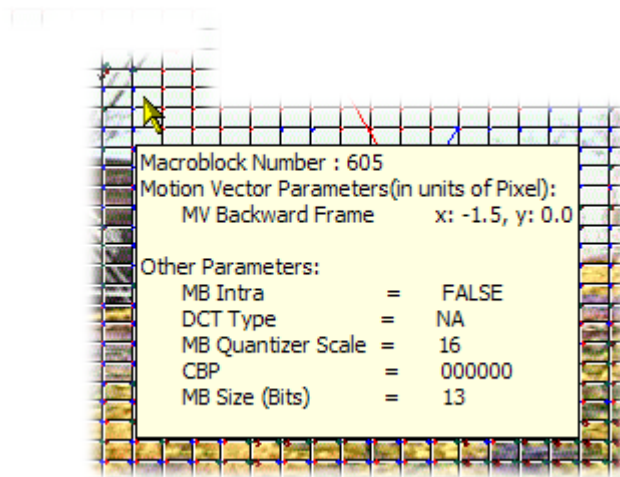 Macroblock Number : 605
Motion Vector Parameters(in units of Pixel):
MV Backward Frame x: -1.5, y: 0.0
Other Parameters:
MB Intra = FALSE
DCT Type = NA
MB Quantizer Scale = 16
CBP = 000000
MB Size (Bits) = 13